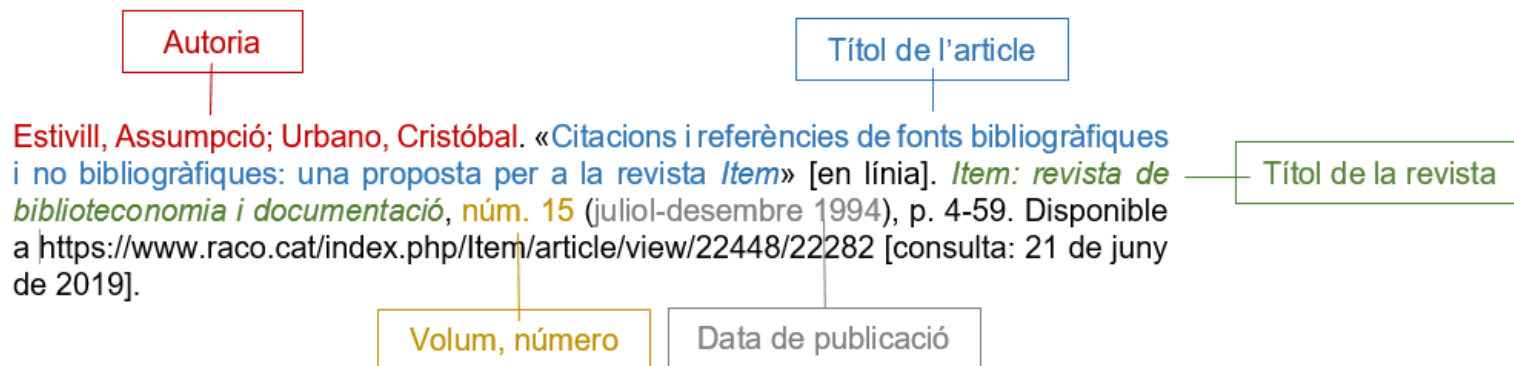 Autoria
Títol de l'article
Estivill, Assumpció; Urbano, Cristóbal. «Citacions i referències de fonts bibliogràfiques
i no bibliogràfiques: una proposta per a la revista Item» [en línia]. Item: revista de
Títol de la revista
biblioteconomia i documentació, núm. 15 (juliol-desembre 1994), p. 4-59. Disponible
a https://www.raco.cat/index.php/Item/article/view/22448/22282 [consulta: 21 de juny
de 2019].
Volum, número
Data de publicació